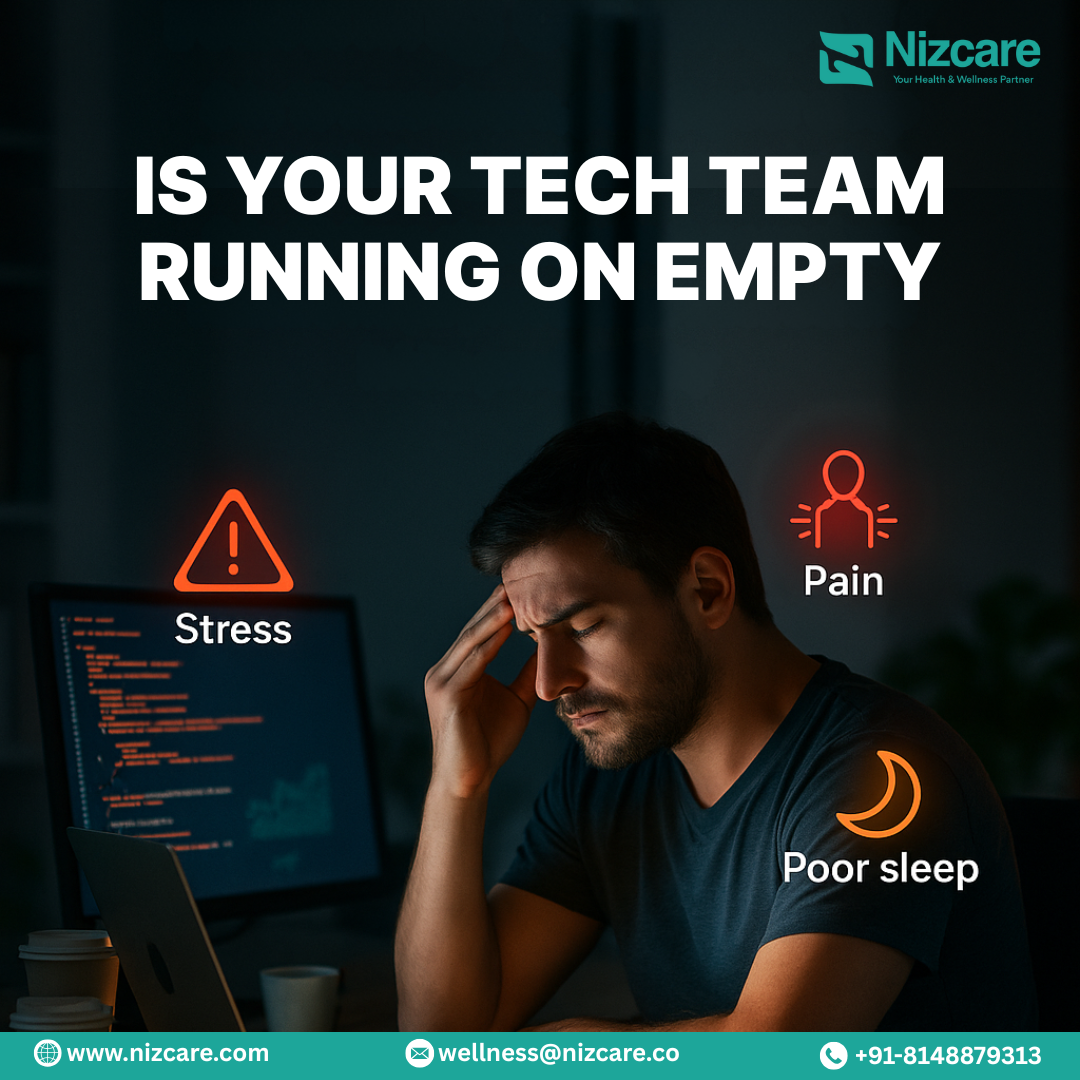 Nizcare
Your Health & Wellness Partner
IS YOUR TECH TEAM
RUNNING ON EMPTY
Stress
Pain
Poor sleep
www.nizcare.com
wellness@nizcare.co
+91-8148879313